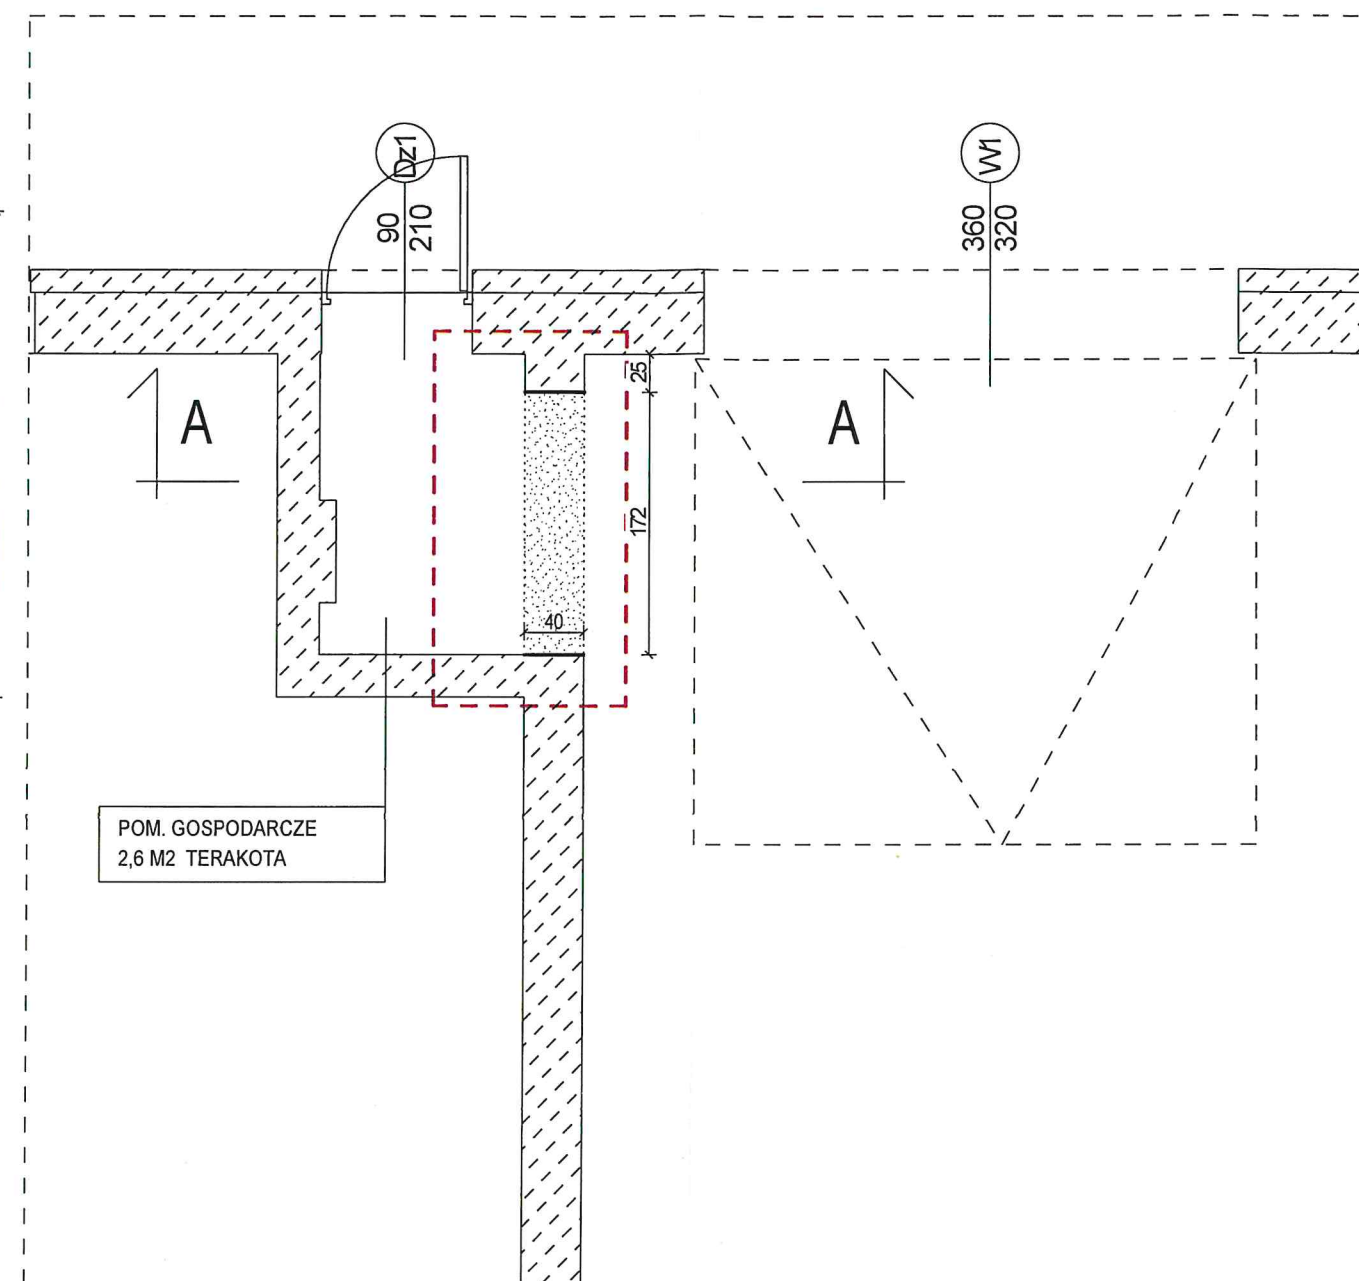 Dz1
90
210
W1
360
320
A
A
25
172
40
POM. GOSPODARCZE
2,6 M2 TERAKOTA